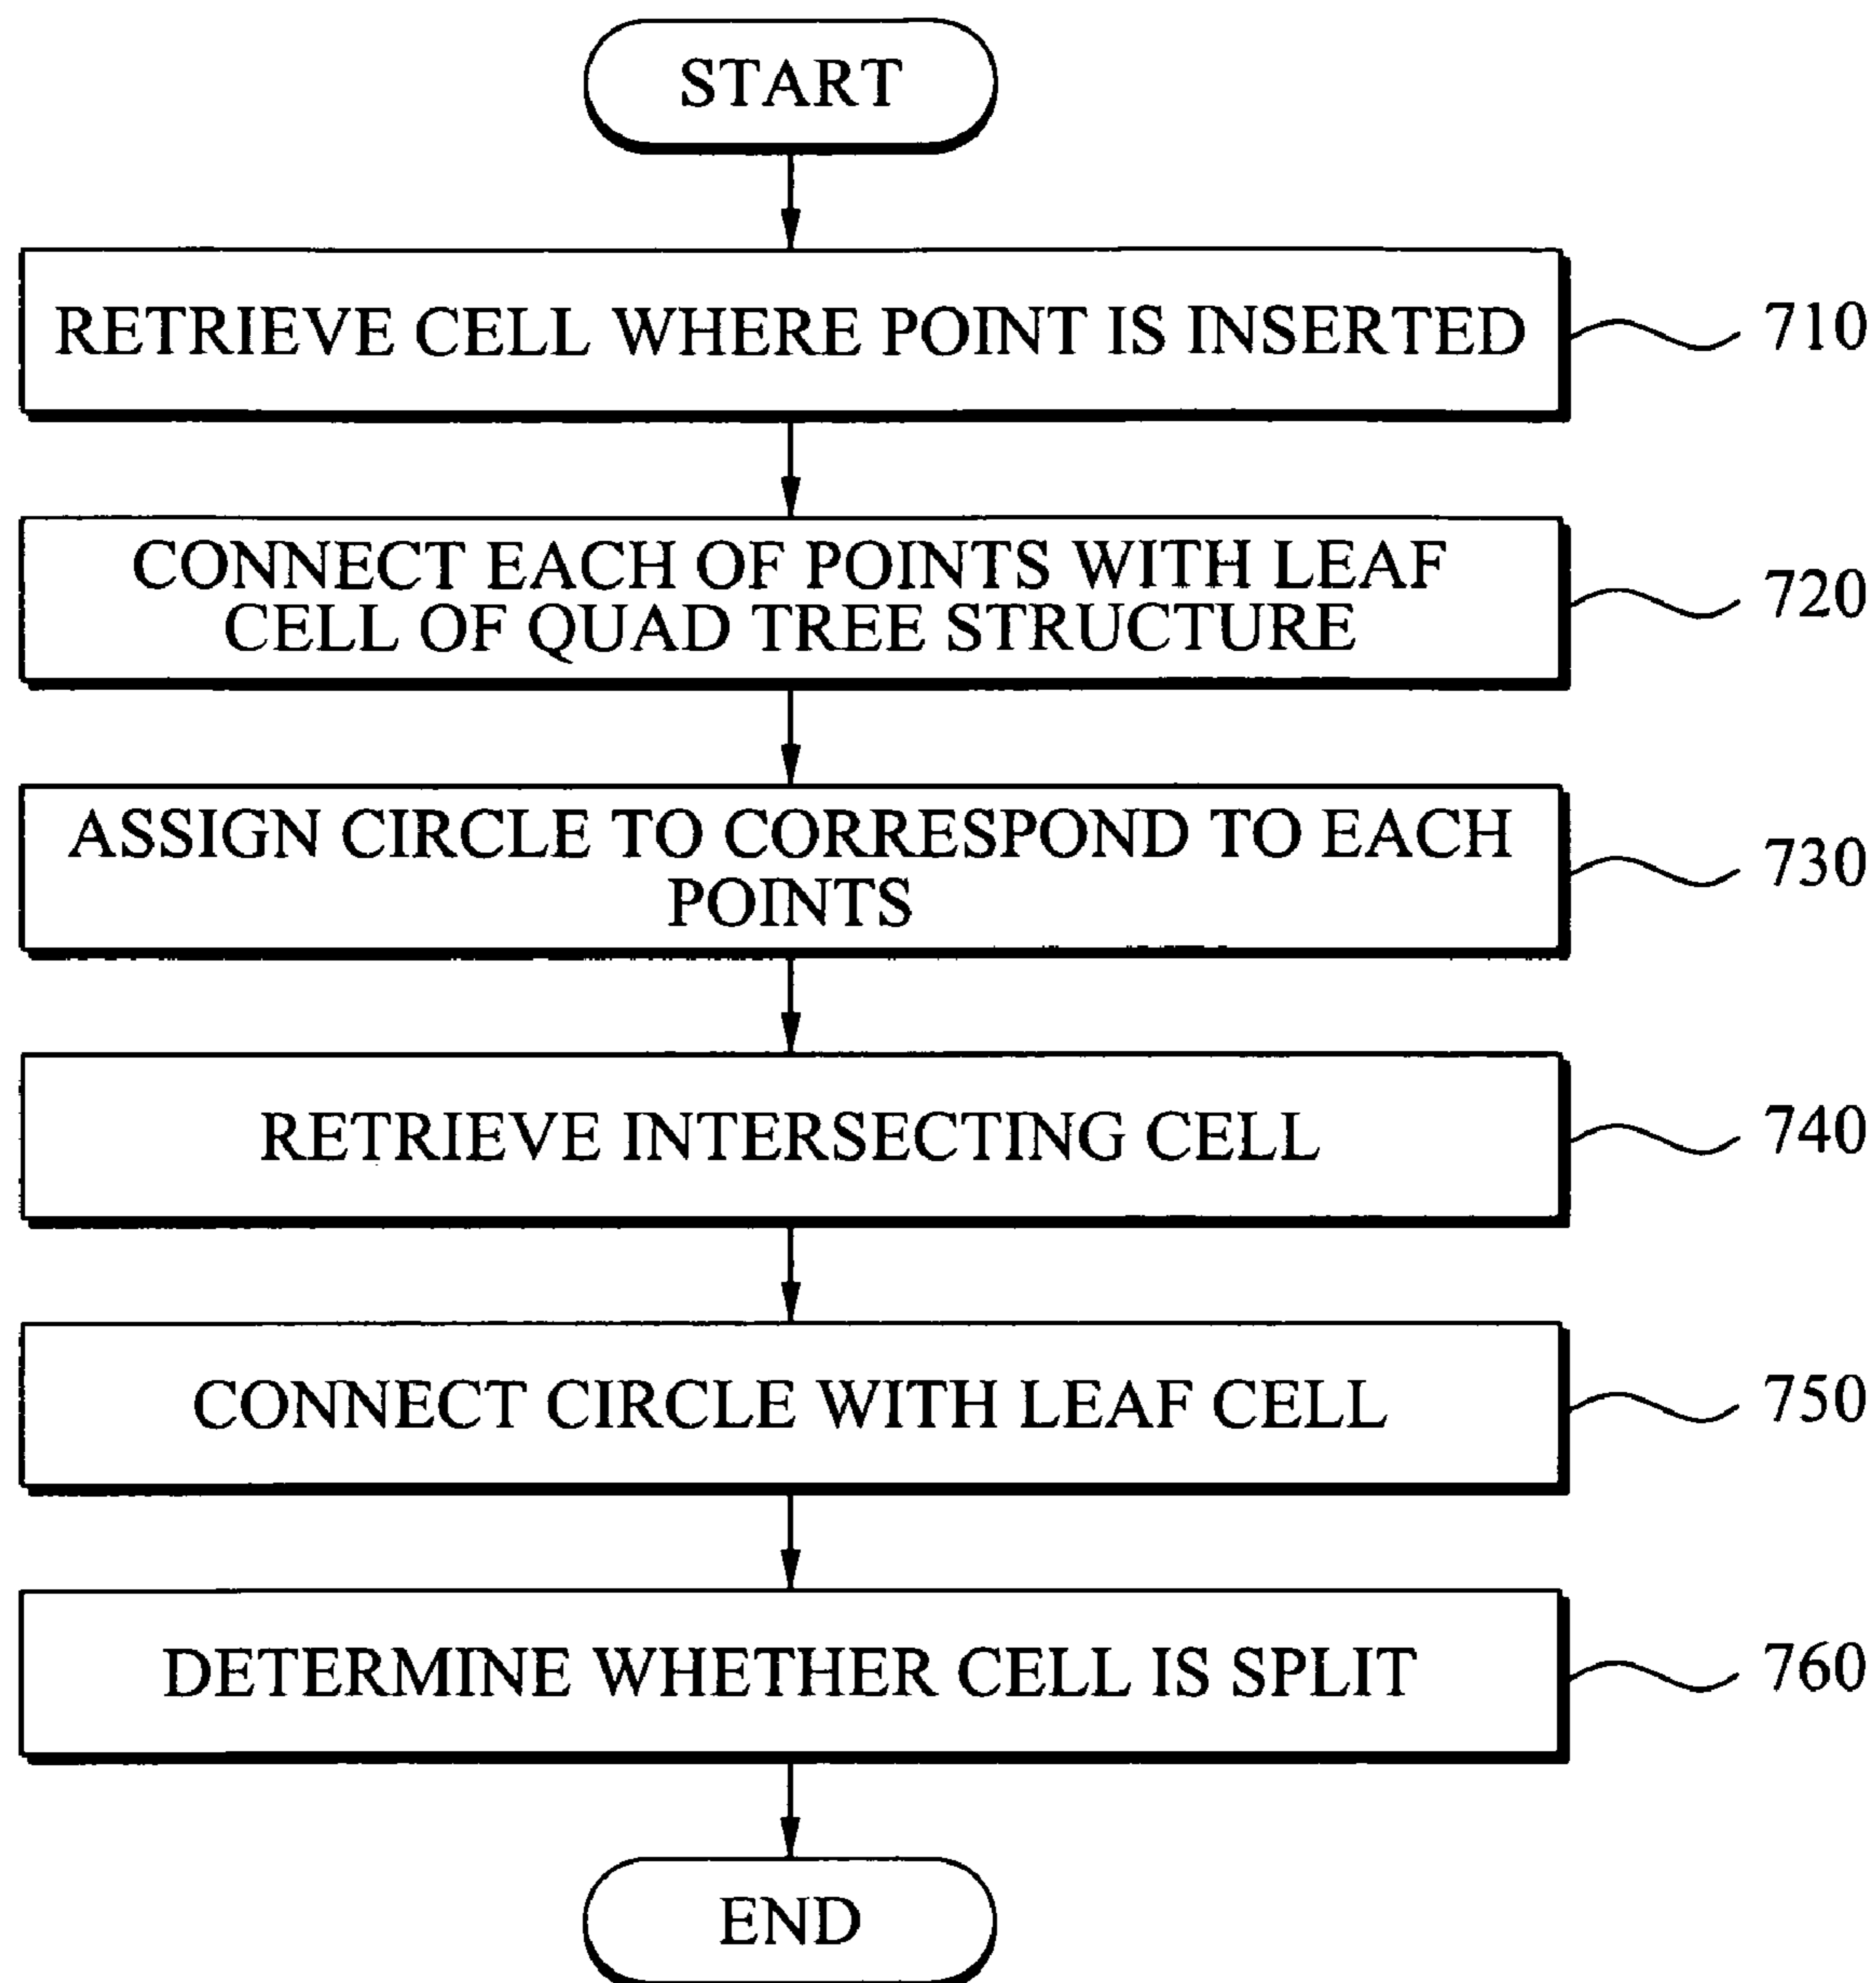 START
RETRIEVE CELL WHERE POINT IS INSERTED
710
CONNECT EACH OF POINTS WITH LEAF
CELL OF QUAD TREE STRUCTURE
720
ASSIGN CIRCLE TO CORRESPOND TO EACH
POINTS
730
RETRIEVE INTERSECTING CELL
740
CONNECT CIRCLE WITH LEAF CELL
750
DETERMINE WHETHER CELL IS SPLIT
760
END